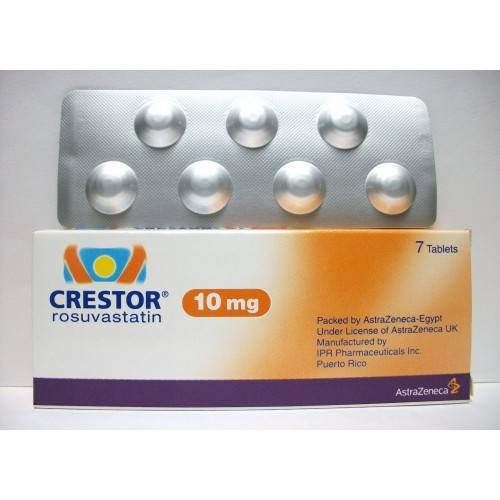 7 Tablets
CRESTOR®
rosuvastatin
10 mg
Packed by AstraZeneca-Egypt
Under License of AstraZeneca UK
Manufactured by
IPR Pharmaceuticals Inc.
Puerto Rico
AstraZeneca